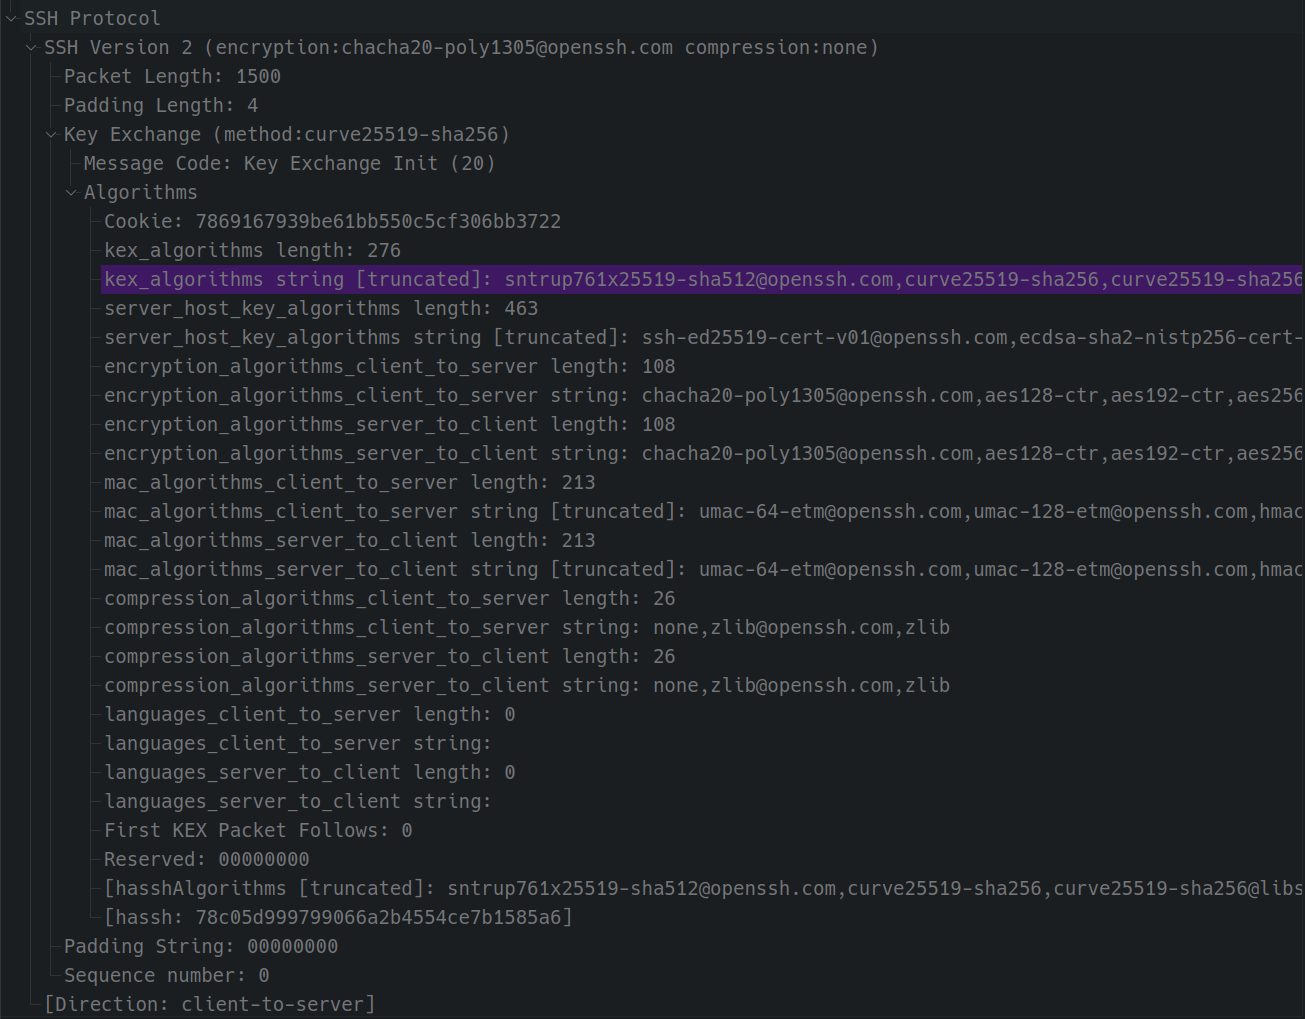 SSH Protocol
SSH Version 2 (encryption:chacha20-poly1305@openssh.com compression:none)
Packet Length: 1500
Padding Length: 4
Key Exchange (method:curve25519-sha256)
Message Code: Key Exchange Init (20)
Algorithms
Cookie: 7869167939be61bb550c5cf306bb3722
kex_algorithms length: 276
kex_algorithms string [truncated]: sntrup761x25519-sha512@openssh.com,curve25519-sha256,curve25519-sha256
server_host_key_algorithms length: 463
server_host_key_algorithms string [truncated]: ssh-ed25519-cert-v01@openssh.com,ecdsa-sha2-nistp256-cert-
encryption_algorithms_client_to_server length: 108
encryption_algorithms_client_to_server string: chacha20-poly1305@openssh.com,aes128-ctr,aes192-ctr,aes256
encryption_algorithms_server_to_client length: 108
encryption_algorithms_server_to_client string: chacha20-poly1305@openssh.com,aes128-ctr,aes192-ctr,aes256
mac_algorithms_client_to_server length: 213
mac_algorithms_client_to_server string [truncated]: umac-64-etm@openssh.com,umac-128-etm@openssh.com,hmac
mac_algorithms_server_to_client length: 213
mac_algorithms_server_to_client string [truncated]: umac-64-etm@openssh.com,umac-128-etm@openssh.com,hmac
compression_algorithms_client_to_server length: 26
compression_algorithms_client_to_server string: none,zlib@openssh.com,zlib
compression_algorithms_server_to_client length: 26
compression_algorithms_server_to_client string: none,zlib@openssh.com,zlib
languages_client_to_server length: 0
languages_client_to_server string:
languages_server_to_client length: 0
languages_server_to_client string:
First KEX Packet Follows: 0
Reserved: 00000000
[hasshAlgorithms [truncated]: sntrup761x25519-sha512@openssh.com,curve25519-sha256,curve25519-sha256@libs
[hassh: 78c05d999799066a2b4554ce7b1585a6]
Padding String: 00000000
Sequence number: 0
[Direction: client-to-server]